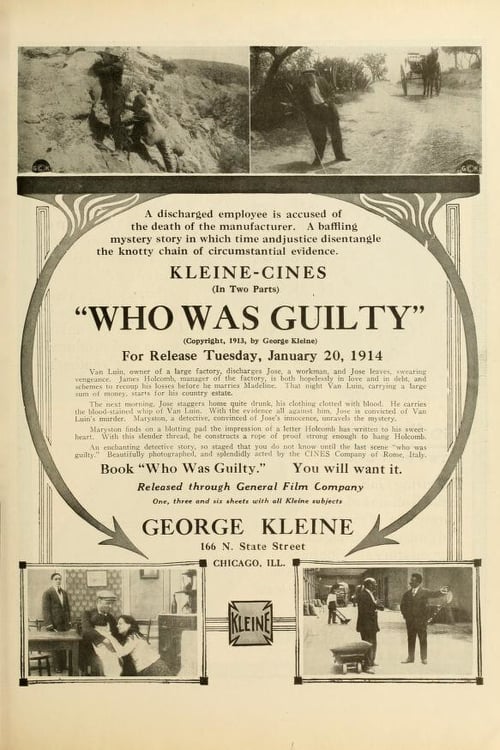 A discharged employee is accused of
the death of the manufacturer. A baffling
mystery story in which time andjustice disentangle
the knotty chain of circumstantial evidence.
KLEINE-CINES
(In Two Parts)
"WHO WAS GUILTY"
(Copyright, 1913, by George Kleine)
For Release Tuesday, January 20, 1914
Van Luin, owner of a large factory, discharges Jose, a workman, and Jose leaves, swearing
vengeance. James Holcomb, manager of the factory, is both hopelessly in love and in debt, and
schemes to recoup his losses before he marries Madeline. That night Van Luin, carrying a large
sum of money, starts for his country estate.
The next morning, Jose staggers home quite drunk, his clothing clotted with blood. He carries
the blood-stained whip of Van Luin. With the evidence all against him, Jose is convicted of Van
Luin's murder. Maryston, a detective, convinced of Jose's innocence, unravels the mystery.
Maryston finds on a blotting pad the impression of a letter Holcomb has written to his sweet-
heart. With this slender thread, he constructs a rope of proof strong enough to hang Holcomb.
An enchanting detective story, so staged that you do not know until the last scene "who was
guilty." Beautifully photographed, and splendidly acted by the CINES Company of Rome, Italy.
Book "Who Was Guilty." You will want it.
Released through General Film Company
One, three and six sheets with all Kleine subjects
GEORGE KLEINE
166 N. State Street
CHICAGO, ILL.
KLEINE